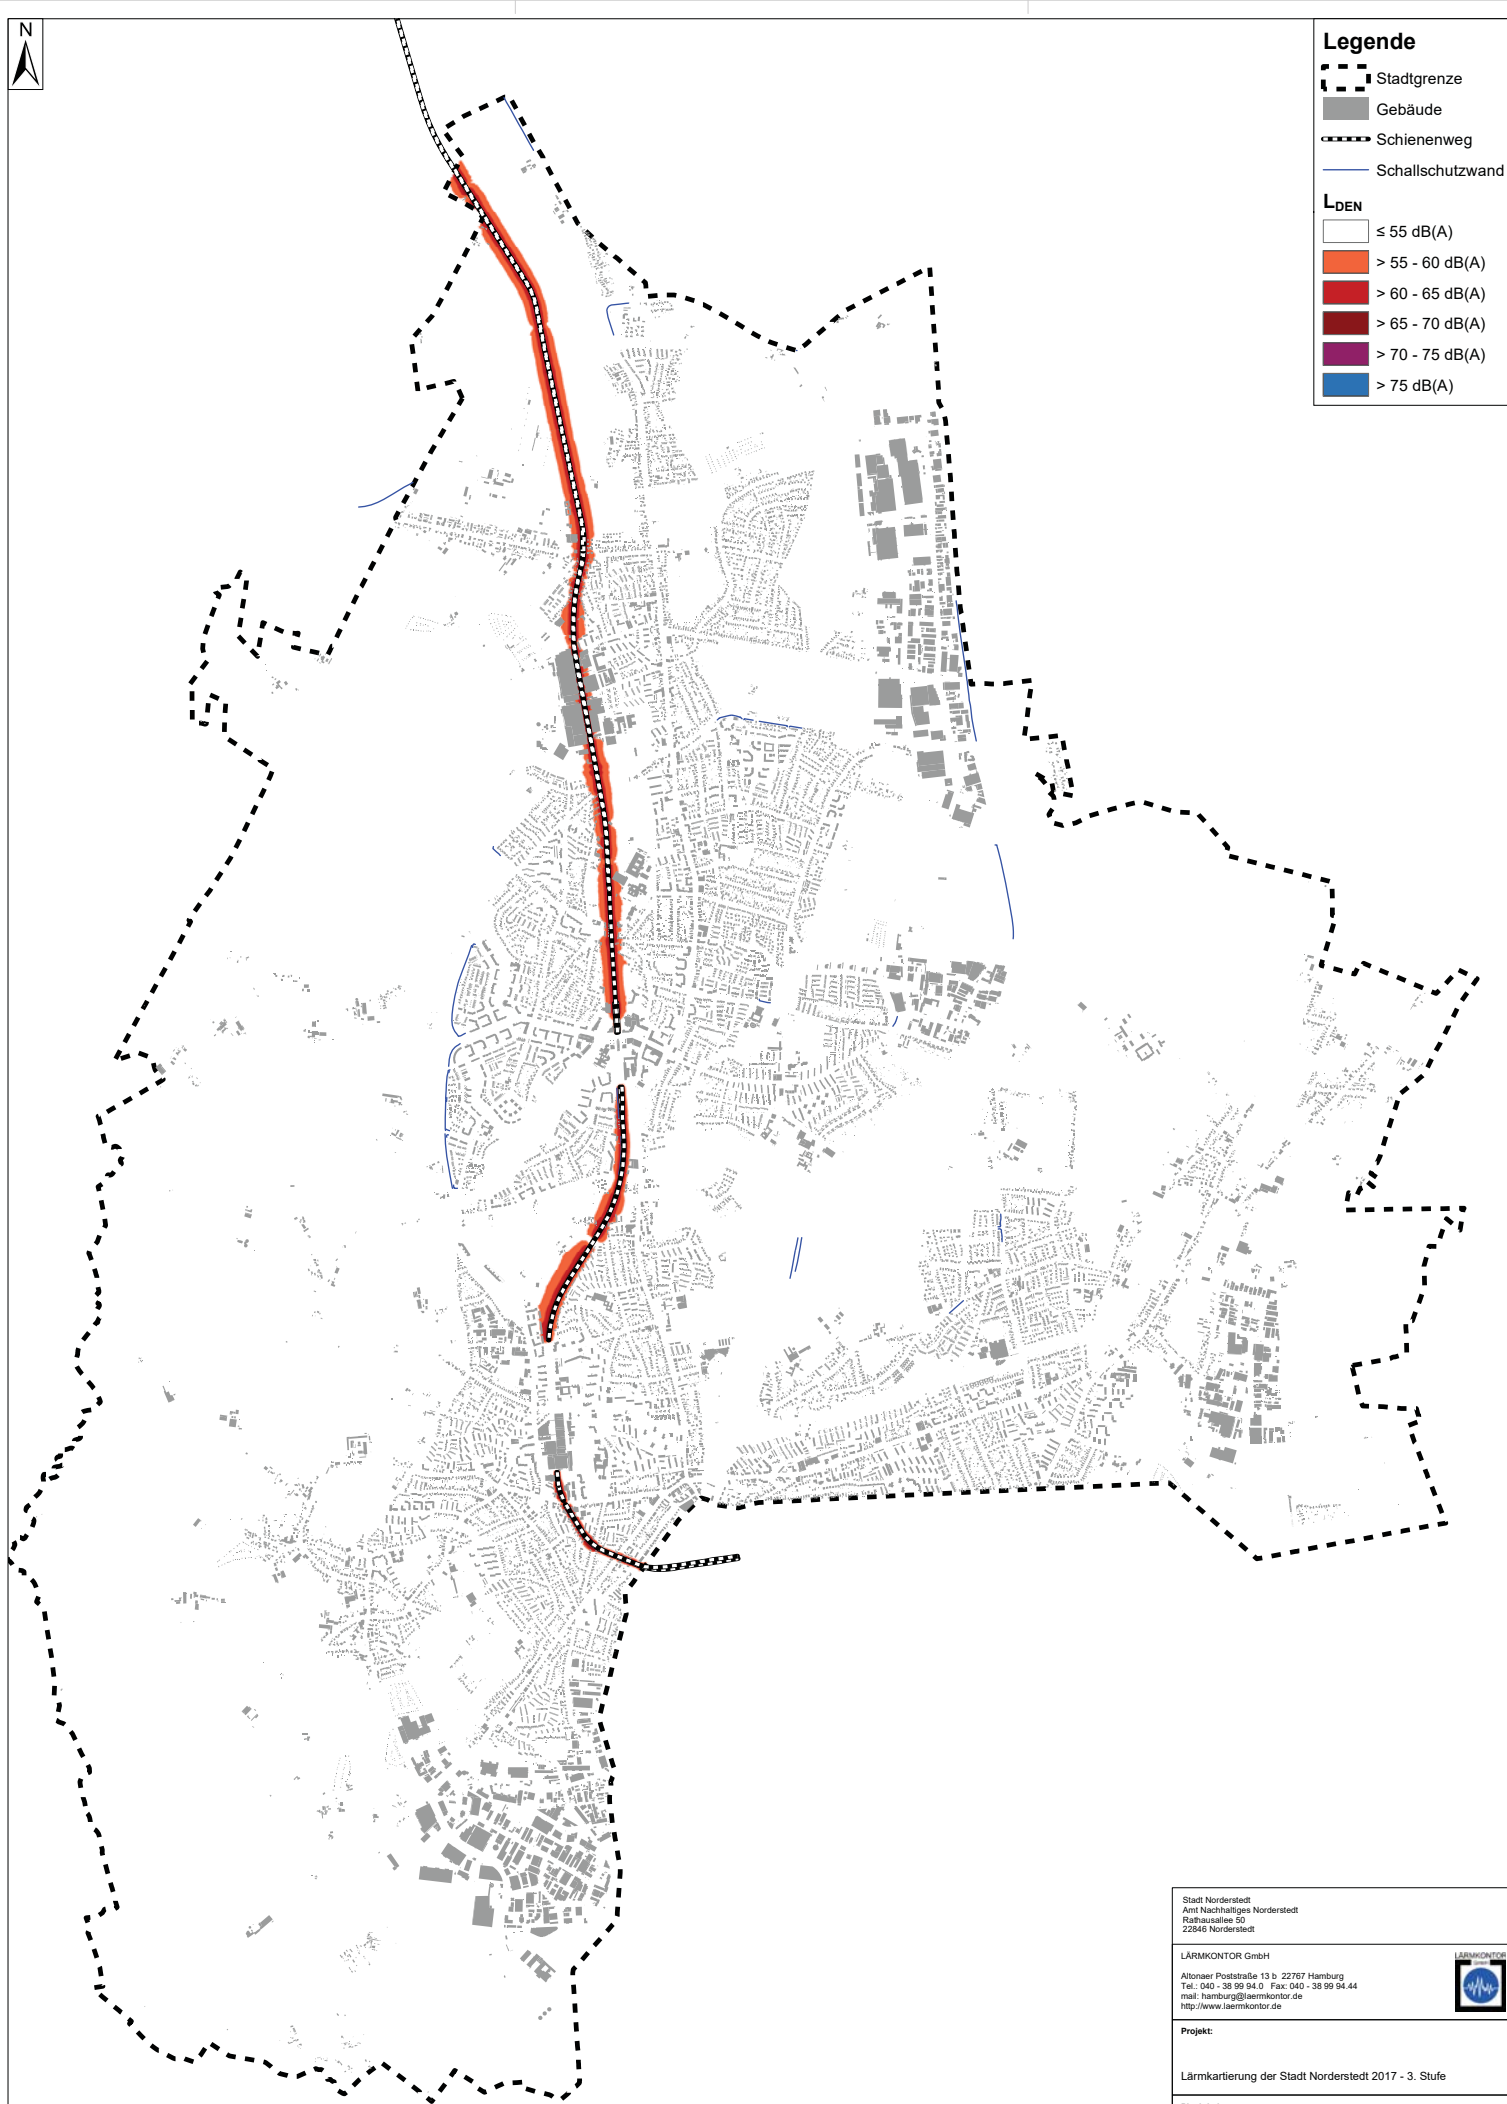 N
Legende
Stadtgrenze
Gebäude
Schienenweg
Schallschutzwand
LDEN
≤ 55 dB(A)
> 55 - 60 dB(A)
> 60 - 65 dB(A)
> 65 - 70 dB(A)
> 70 - 75 dB(A)
> 75 dB(A)
Stadt Norderstedt
Amt Nachhaltiges Norderstedt
Rathausallee 50
22846 Norderstedt
LÄRMKONTOR GmbH
Altonaer Poststraße 13 b 22767 Hamburg
Tel.: 040 - 38 99 94.0 Fax: 040 - 38 99 94.44
mail: hamburg@laermkontor.de
http://www.laermkontor.de
LÄRMKONTOR
GmbH
Projekt:
Lärmkartierung der Stadt Norderstedt 2017 - 3. Stufe